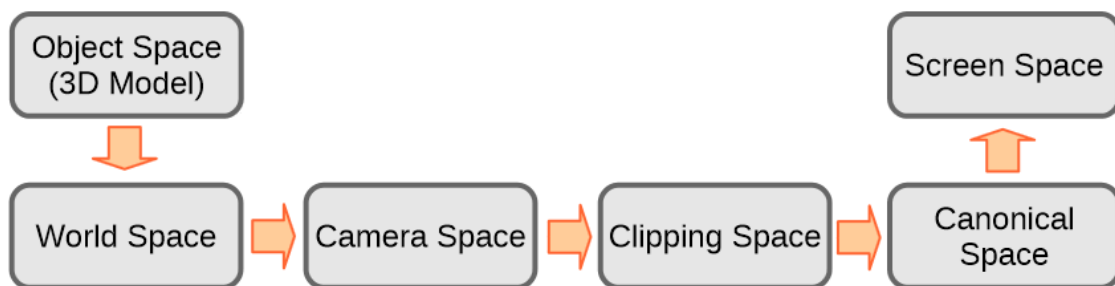 Object Space
(3D Model)
World Space
Camera Space
Clipping Space
Canonical
Space
Screen Space